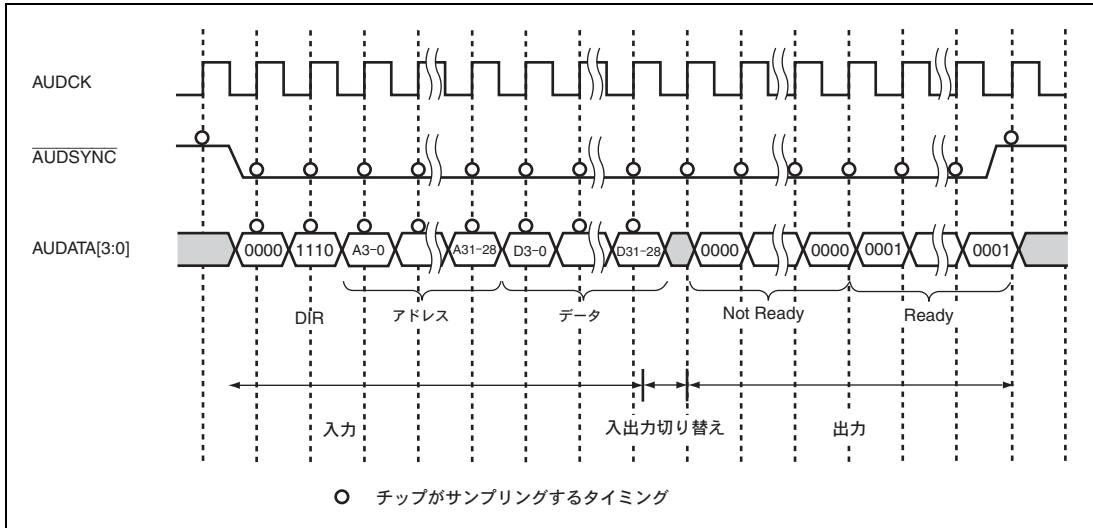 AUDCK
AUDSYNC
AUDATA[3:0]
0000 1110 A3-0 A31-28 D3-0 D31-28 0000 0000 0001 0001
DIR アドレス データ Not Ready Ready
入力 入出力切り替え 出力
チップがサンプリングするタイミング